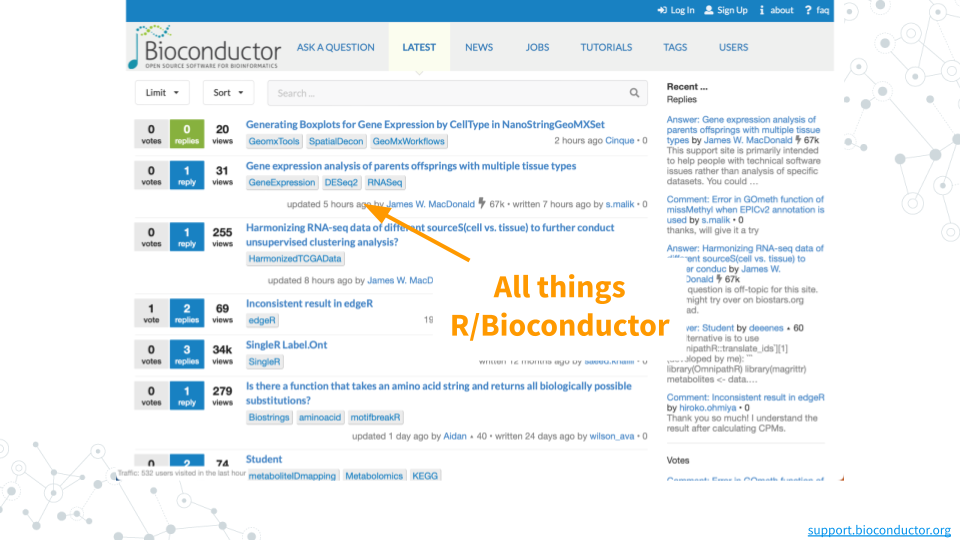 Log In Sign Up about faq
Bioconductor
OPEN SOURCE SOFTWARE FOR BIOINFORMATICS
ASK A QUESTION LATEST NEWS JOBS TUTORIALS TAGS USERS
Limit Sort Search ...
0 votes 0 replies 20 views
Generating Boxplots for Gene Expression by CellType in NanoStringGeoMXSet
GeomxTools SpatialDecon GeoMxWorkflows
2 hours ago Cinque • 0
0 votes 1 reply 31 views
Gene expression analysis of parents offsprings with multiple tissue types
GeneExpression DESeq2 RNASeq
updated 5 hours ago by James W. MacDonald 67k • written 7 hours ago by s.malik • 0
0 votes 1 reply 255 views
Harmonizing RNA-seq data of different sourceS(cell vs. tissue) to further conduct
unsupervised clustering analysis?
HarmonizedTCGAData
updated 8 hours ago by James W. MacD
1 vote 2 replies 69 views
Inconsistent result in edgeR
edgeR
19
0 votes 3 replies 34k views
SingleR Label.Ont
SingleR
written 12 months ago by saeed.khalili • 0
0 votes 1 reply 279 views
Is there a function that takes an amino acid string and returns all biologically possible
substitutions?
Biostrings aminoacid motifbreakR
updated 1 day ago by Aidan ▴ 40 • written 24 days ago by wilson_ava • 0
0 2 74
Student
metaboliteIDmapping Metabolomics KEGG
Traffic: 532 users visited in the last hour
All things
R/Bioconductor
Recent ...
Replies
Answer: Gene expression analysis of
parents offsprings with multiple tissue
types by James W. MacDonald 67k
This support site is primarily intended
to help people with technical software
issues rather than analysis of specific
datasets. You could …
Comment: Error in GOmeth function of
missMethyl when EPICv2 annotation is
used by s.malik • 0
thanks, will give it a try
Answer: Harmonizing RNA-seq data of
different sourceS(cell vs. tissue) to
er conduc by James W.
Donald 67k
question is off-topic for this site.
might try over on biostars.org
ad.
ver: Student by deeenes ▴ 60
lternative is to use
nipathR::translate_ids`][1]
(developed by me): ```
library(OmnipathR) library(magrittr)
metabolites <- data.…
Comment: Inconsistent result in edgeR
by hiroko.ohmiya • 0
Thank you so much! I understand the
result after calculating CPMs.
Votes
Comment: Error in GOmeth function of
support.bioconductor.org